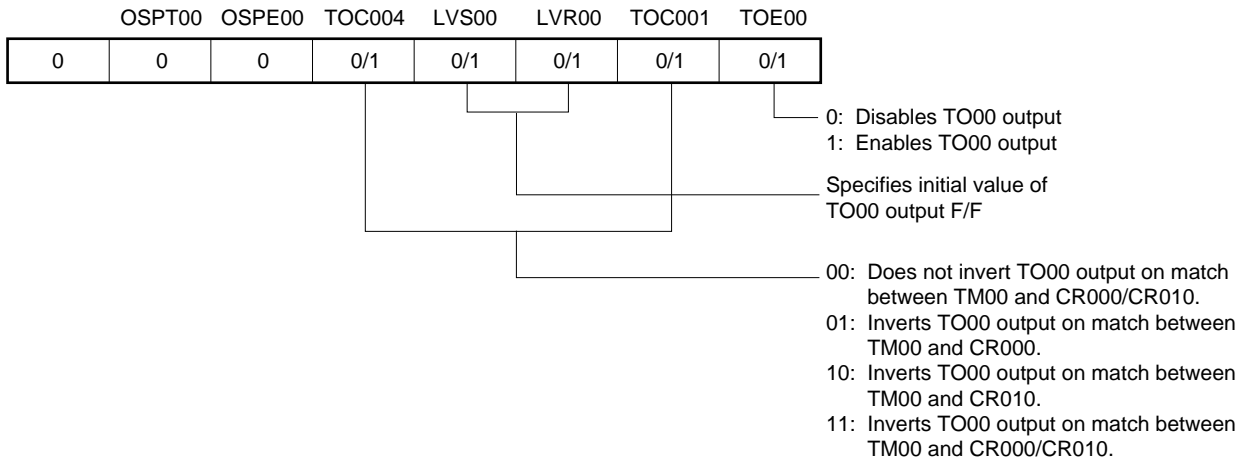 OSPT00 OSPE00 TOC004 LVS00 LVR00 TOC001 TOE00
0 0 0 0/1 0/1 0/1 0/1 0/1
0: Disables TO00 output
1: Enables TO00 output
Specifies initial value of
TO00 output F/F
00: Does not invert TO00 output on match
between TM00 and CR000/CR010.
01: Inverts TO00 output on match between
TM00 and CR000.
10: Inverts TO00 output on match between
TM00 and CR010.
11: Inverts TO00 output on match between
TM00 and CR000/CR010.